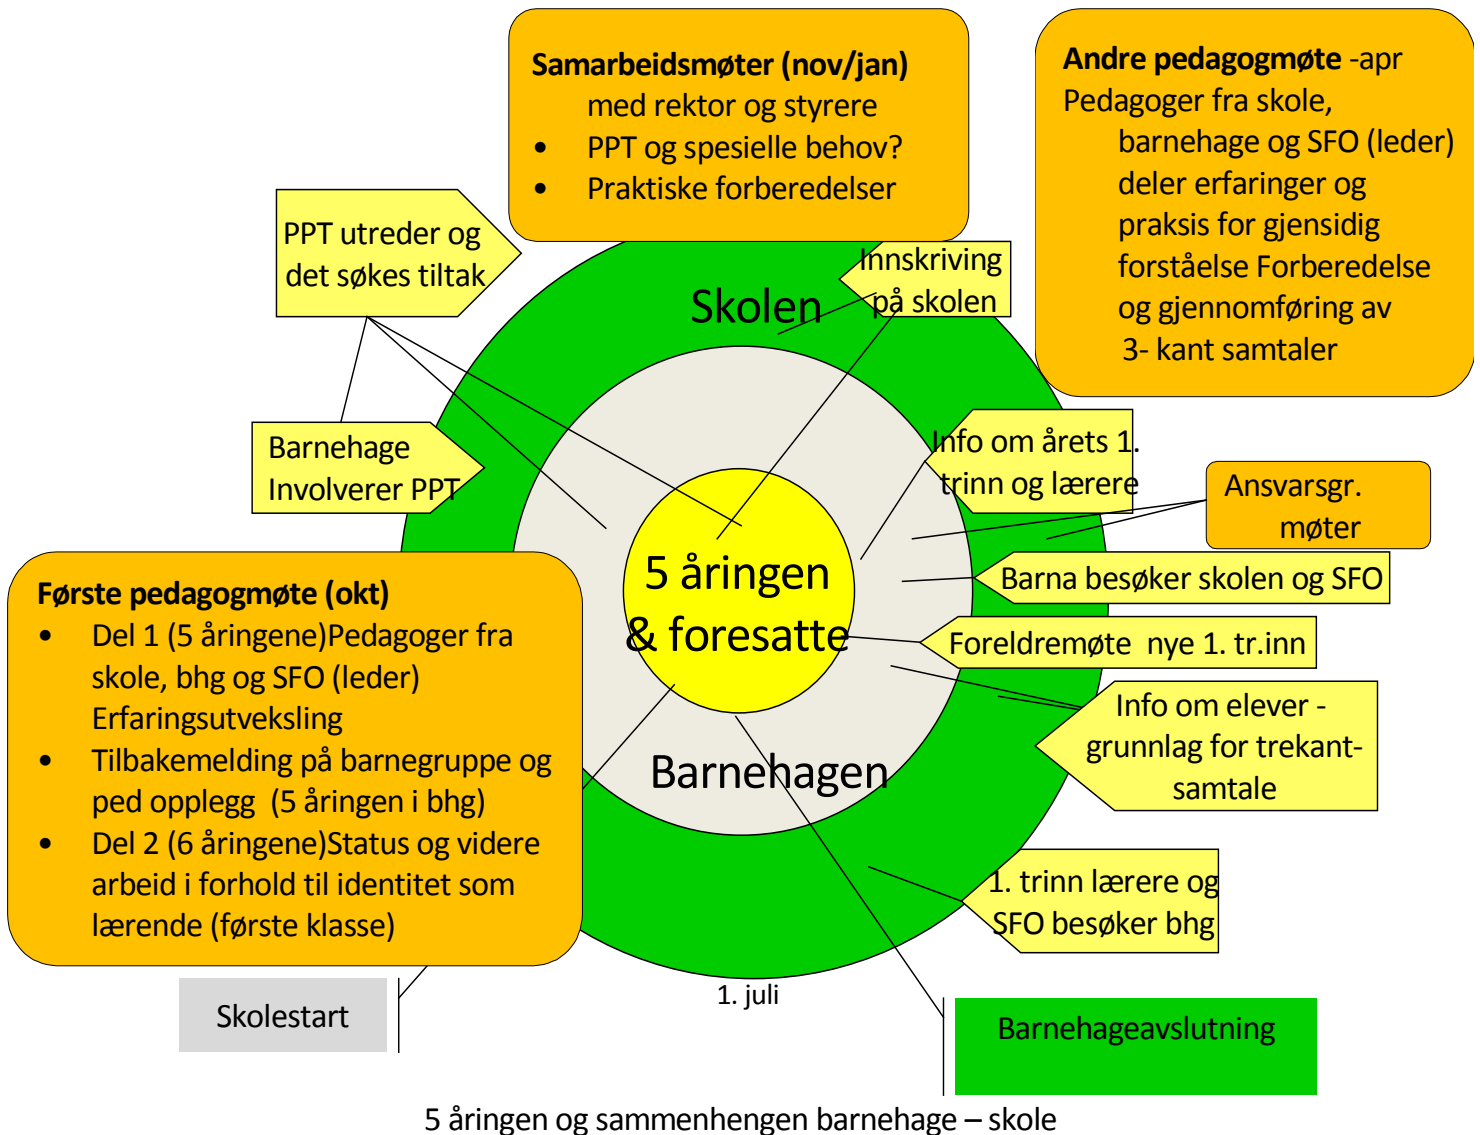 Samarbeidsmøter (nov/jan)
med rektor og styrere
• PPT og spesielle behov?
• Praktiske forberedelser
Andre pedagogmøte -apr
Pedagoger fra skole,
barnehage og SFO (leder)
deler erfaringer og
praksis for gjensidig
forståelse Forberedelse
og gjennomføring av
3- kant samtaler
PPT utreder og
det søkes tiltak
Innskriving
på skolen
Skolen
Barnehage
Involverer PPT
Info om årets 1.
trinn og lærere
Ansvarsgr.
møter
5 åringen
& foresatte
Barna besøker skolen og SFO
Foreldremøte nye 1. tr.inn
Første pedagogmøte (okt)
• Del 1 (5 åringene)Pedagoger fra
skole, bhg og SFO (leder)
Erfaringsutveksling
• Tilbakemelding på barnegruppe og
ped opplegg (5 åringen i bhg)
• Del 2 (6 åringene)Status og videre
arbeid i forhold til identitet som
lærende (første klasse)
Info om elever -
grunnlag for trekant-
samtale
Barnehagen
1. trinn lærere og
SFO besøker bhg
1. juli
Skolestart
Barnehageavslutning
5 åringen og sammenhengen barnehage – skole